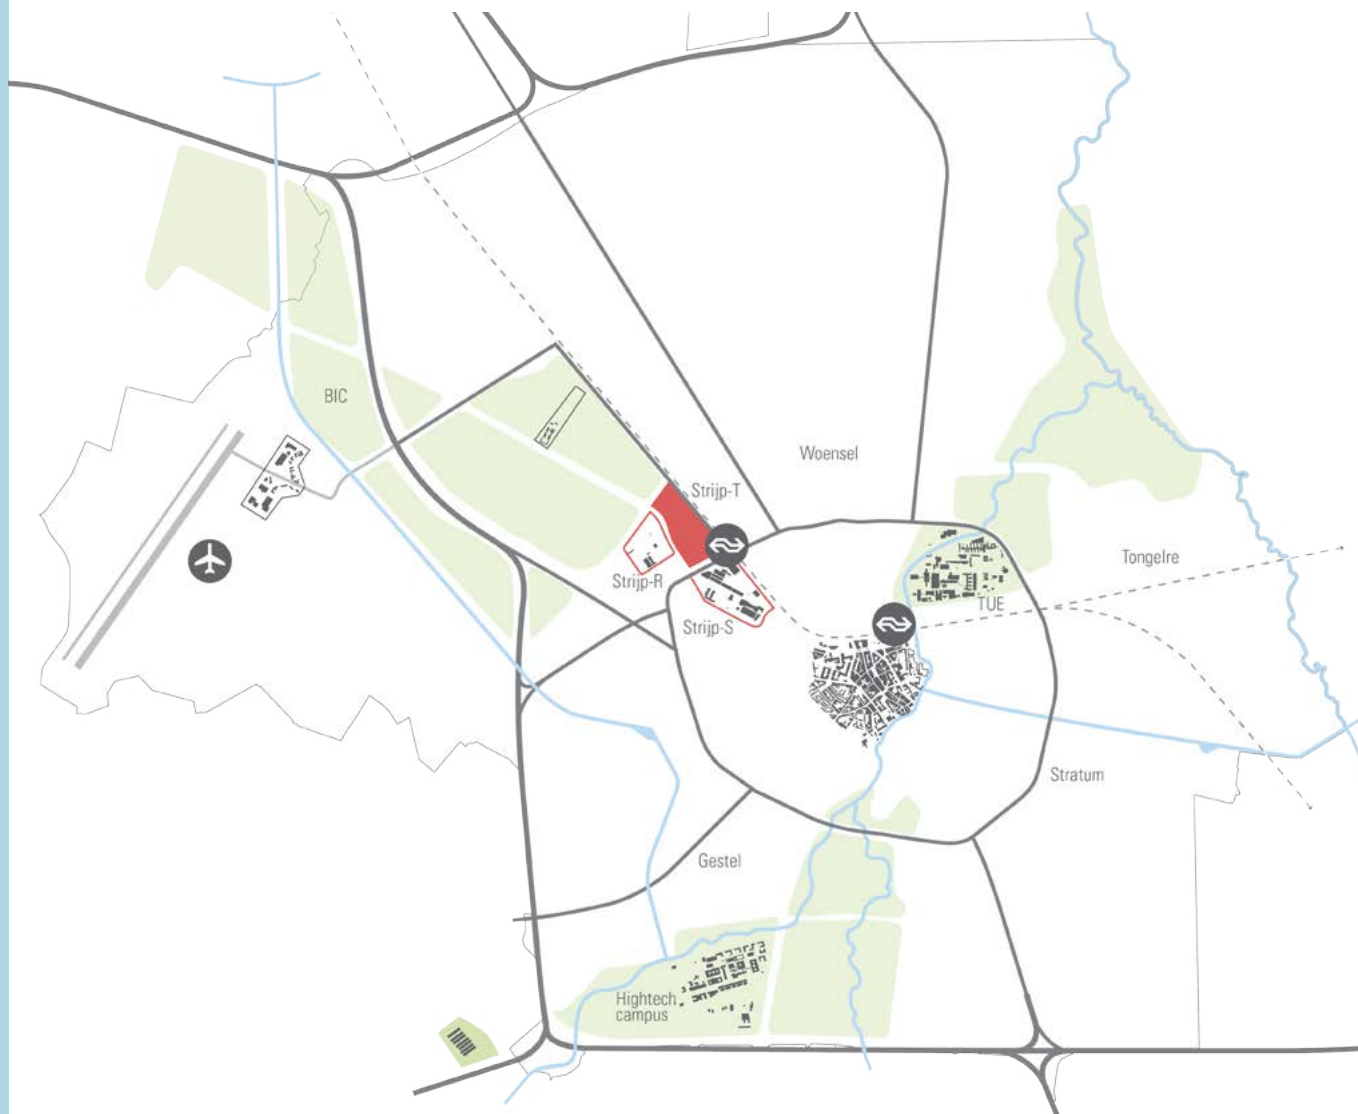 BIC
Woensel
Strijp-T
Tongelre
Strijp-R
TUE
Strijp-S
Stratum
Gestel
Hightech
campus